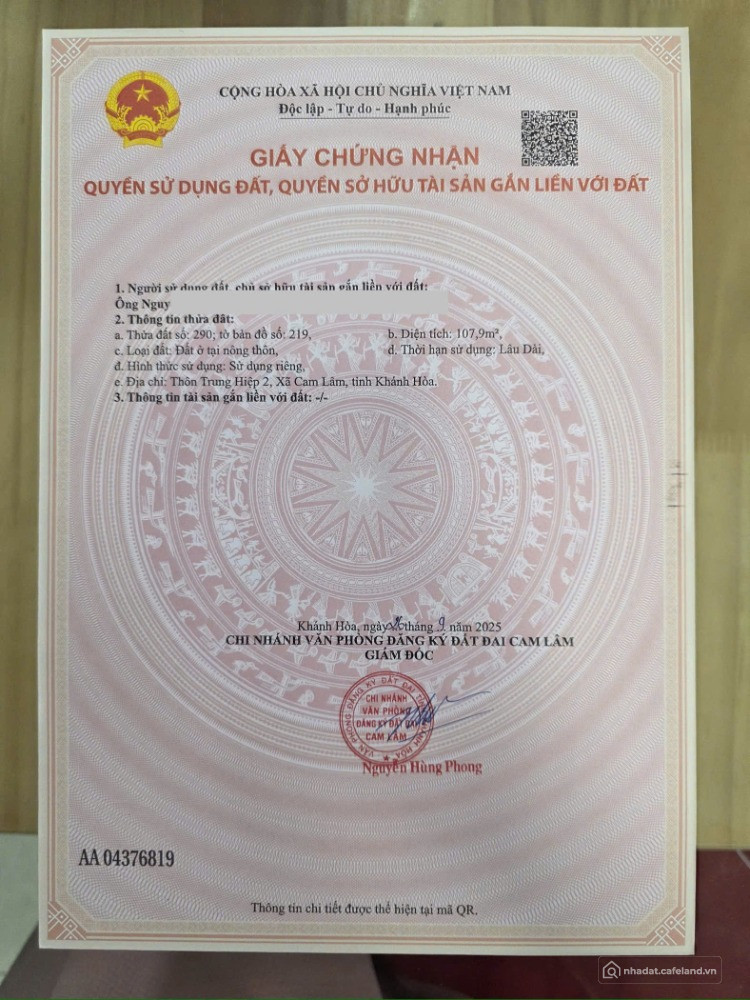 CỘNG HÒA XÃ HỘI CHỦ NGHĨA VIỆT NAM
Độc lập - Tự do - Hạnh phúc
GIẤY CHỨNG NHẬN
QUYỀN SỬ DỤNG ĐẤT, QUYỀN SỞ HỮU TÀI SẢN GẮN LIỀN VỚI ĐẤT
1. Người sử dụng đất, chủ sở hữu tài sản gắn liền với đất:
Ông Nguy
2. Thông tin thửa đất:
a. Thửa đất số: 290; tờ bản đồ số: 219, b. Diện tích: 107,9m²,
c. Loại đất: Đất ở tại nông thôn, d. Thời hạn sử dụng: Lâu Dài,
đ. Hình thức sử dụng: Sử dụng riêng,
e. Địa chỉ: Thôn Trung Hiệp 2, Xã Cam Lâm, tỉnh Khánh Hòa.
3. Thông tin tài sản gắn liền với đất: -/-
Khánh Hòa, ngày 26 tháng 9 năm 2025
CHI NHÁNH VĂN PHÒNG ĐĂNG KÝ ĐẤT ĐAI CAM LÂM
GIÁM ĐỐC
CHI NHÁNH
VĂN PHÒNG
ĐĂNG KÝ ĐẤT ĐAI
CAM LÂM
Nguyễn Hùng Phong
AA 04376819
Thông tin chi tiết được thể hiện tại mã QR.
nhadat.cafeland.vn